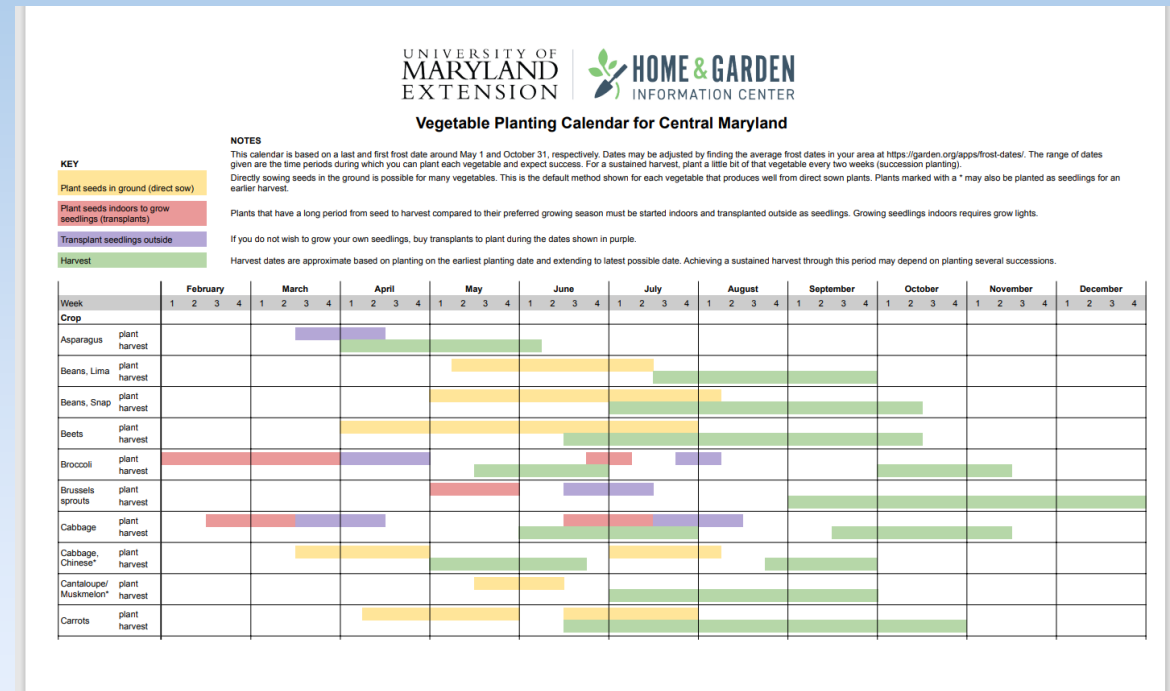 UNIVERSITY OF
MARYLAND
EXTENSION
HOME & GARDEN
INFORMATION CENTER
Vegetable Planting Calendar for Central Maryland
NOTES
This calendar is based on a last and first frost date around May 1 and October 31, respectively. Dates may be adjusted by finding the average frost dates in your area at https://garden.org/apps/frost-dates/. The range of dates
given are the time periods during which you can plant each vegetable and expect success. For a sustained harvest, plant a little bit of that vegetable every two weeks (succession planting).
KEY
Plant seeds in ground (direct sow)
Directly sowing seeds in the ground is possible for many vegetables. This is the default method shown for each vegetable that produces well from direct sown plants. Plants marked with a * may also be planted as seedlings for an
earlier harvest.
Plant seeds indoors to grow
seedlings (transplants)
Plants that have a long period from seed to harvest compared to their preferred growing season must be started indoors and transplanted outside as seedlings. Growing seedlings indoors requires grow lights.
Transplant seedlings outside
If you do not wish to grow your own seedlings, buy transplants to plant during the dates shown in purple.
Harvest
Harvest dates are approximate based on planting on the earliest planting date and extending to latest possible date. Achieving a sustained harvest through this period may depend on planting several successions.
February March April May June July August September October November December
Week 1 2 3 4 1 2 3 4 1 2 3 4 1 2 3 4 1 2 3 4 1 2 3 4 1 2 3 4 1 2 3 4 1 2 3 4 1 2 3 4 1 2 3 4
Crop
Asparagus plant
harvest
Beans, Lima plant
harvest
Beans, Snap plant
harvest
Beets plant
harvest
Broccoli plant
harvest
Brussels plant
sprouts harvest
Cabbage plant
harvest
Cabbage, plant
Chinese* harvest
Cantaloupe/ plant
Muskmelon* harvest
Carrots plant
harvest